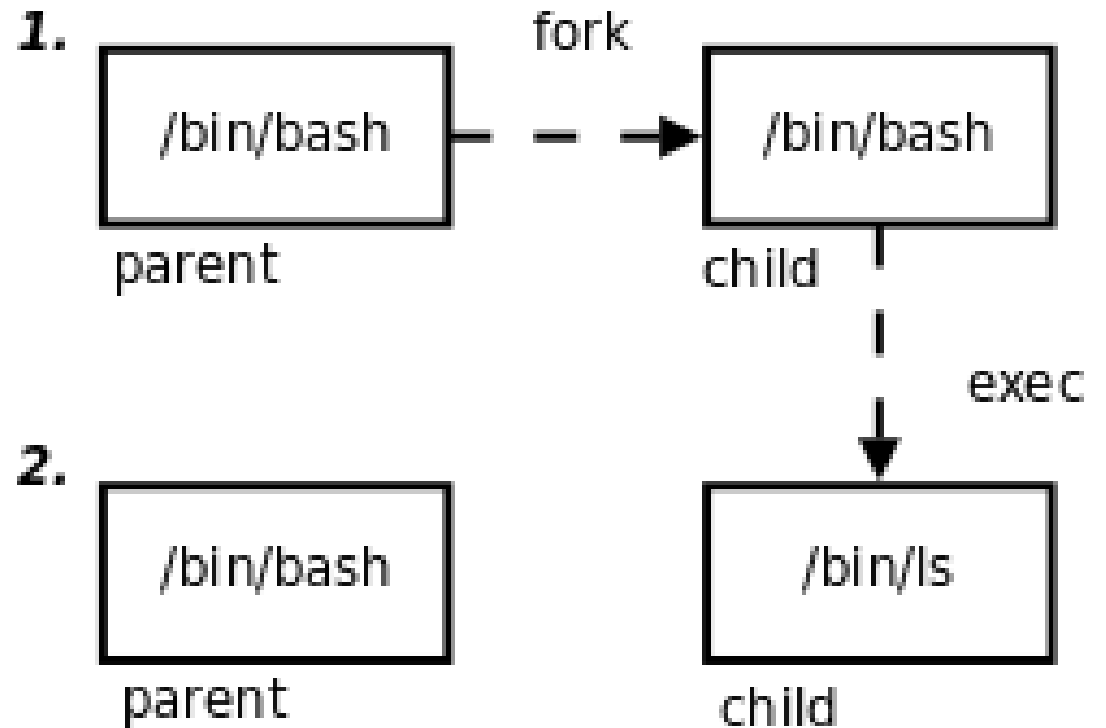 1.
fork
/bin/bash
/bin/bash
parent
child
exec
2.
/bin/bash
/bin/ls
parent
child